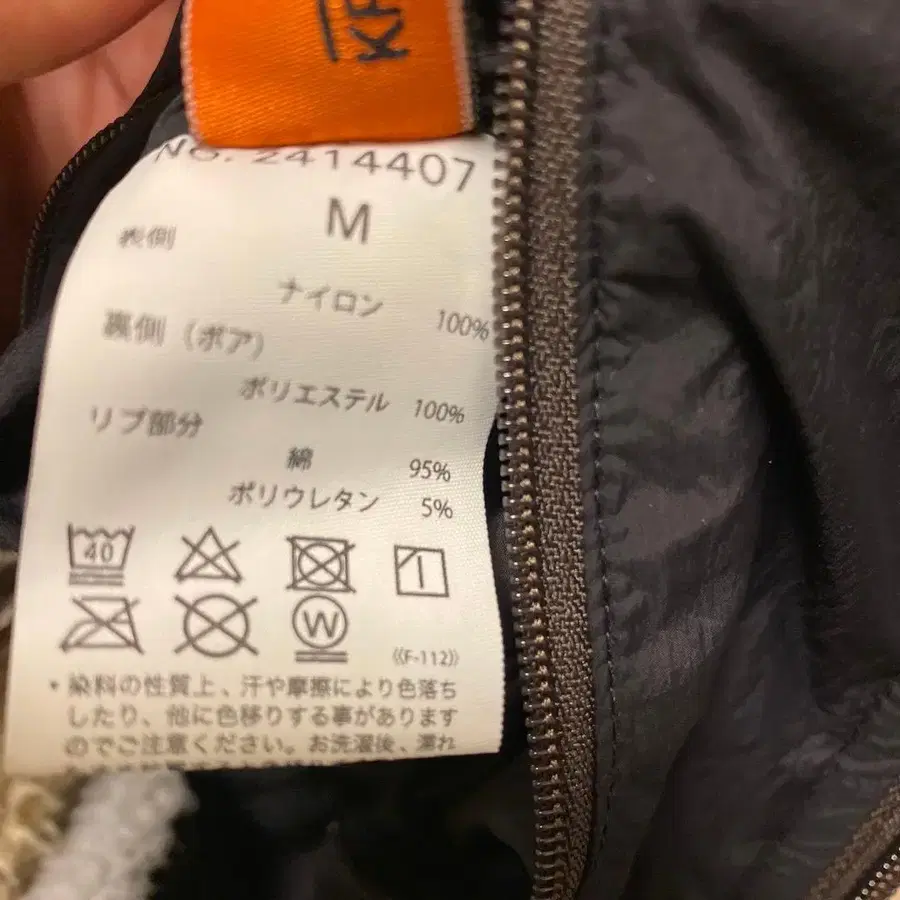 KR
No. 2414407
M
表側
ナイロン 100%
裏側（ボア）
ポリエステル 100%
リブ部分
綿 95%
ポリウレタン 5%
40
W
((F-112))
・染料の性質上、汗や摩擦により色落ち
したり、他に色移りする事があります
のでご注意ください。お洗濯後、濡れ